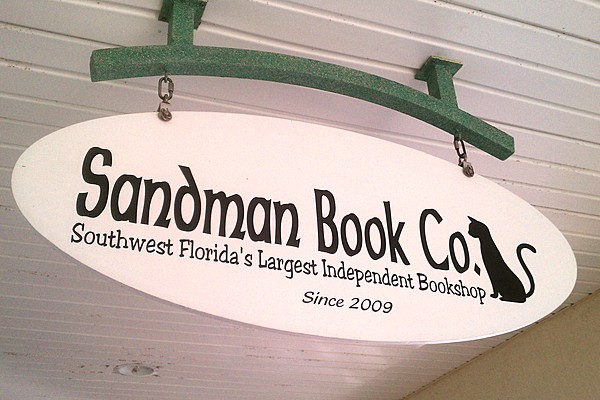 Sandman Book Co.
Southwest Florida's Largest Independent Bookshop
Since 2009